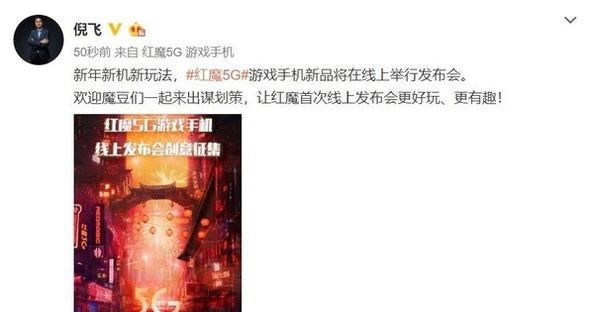 倪飞
50秒前 来自 红魔5G 游戏手机
新年新机新玩法，#红魔5G#游戏手机新品将在线上举行发布会。
欢迎魔豆们一起来出谋划策，让红魔首次线上发布会更好玩、更有趣！
红魔5G游戏手机
线上发布会创意征集
红魔5G
5G